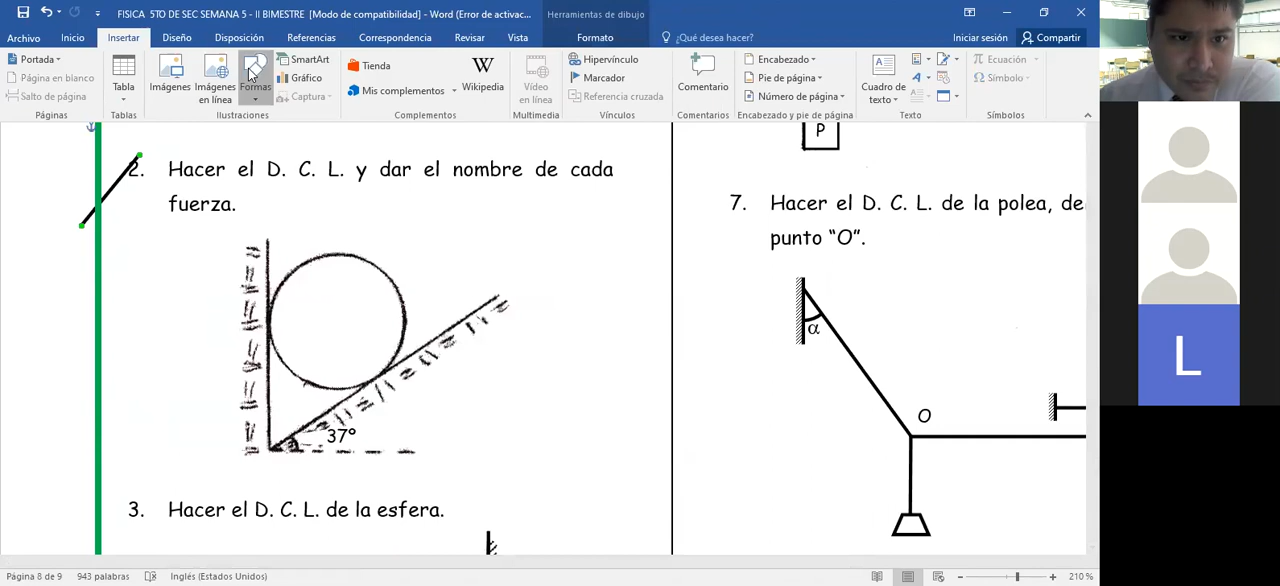 FISICA 5TO DE SEC SEMANA 5 - II BIMESTRE [Modo de compatibilidad] - Word (Error de activac...
Herramientas de dibujo
Archivo Inicio Insertar Diseño Disposición Referencias Correspondencia Revisar Vista Formato ¿Qué desea hacer? Iniciar sesión Compartir
Portada
Página en blanco
Salto de página
Páginas
Tabla
Tablas
Imágenes
Imágenes en línea
Formas
SmartArt
Gráfico
Captura
Ilustraciones
Tienda
Mis complementos
Wikipedia
Complementos
Vídeo en línea
Multimedia
Hipervínculo
Marcador
Referencia cruzada
Vínculos
Comentario
Comentarios
Encabezado
Pie de página
Número de página
Encabezado y pie de página
Cuadro de texto
Texto
Ecuación
Símbolo
Símbolos
2. Hacer el D. C. L. y dar el nombre de cada
fuerza.
37°
3. Hacer el D. C. L. de la esfera.
P
7. Hacer el D. C. L. de la polea, de
punto “O”.
α
O
L
Página 8 de 9 943 palabras Inglés (Estados Unidos) 210 %